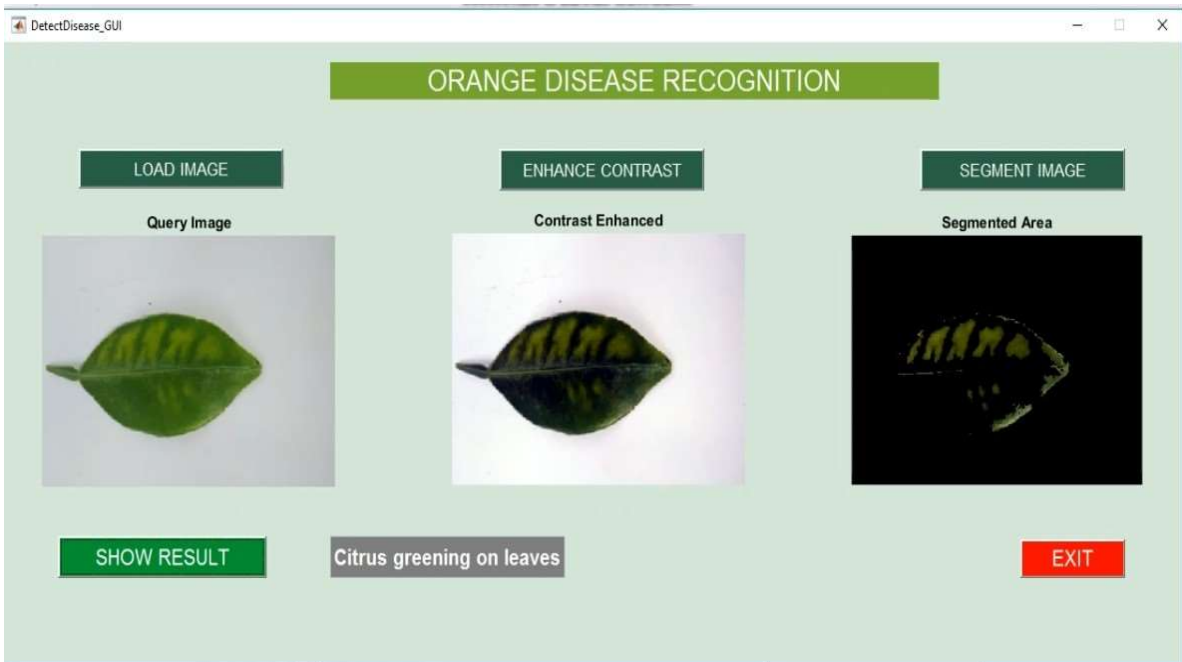 DetectDisease_GUI
ORANGE DISEASE RECOGNITION
LOAD IMAGE
ENHANCE CONTRAST
SEGMENT IMAGE
Query Image
Contrast Enhanced
Segmented Area
SHOW RESULT
Citrus greening on leaves
EXIT